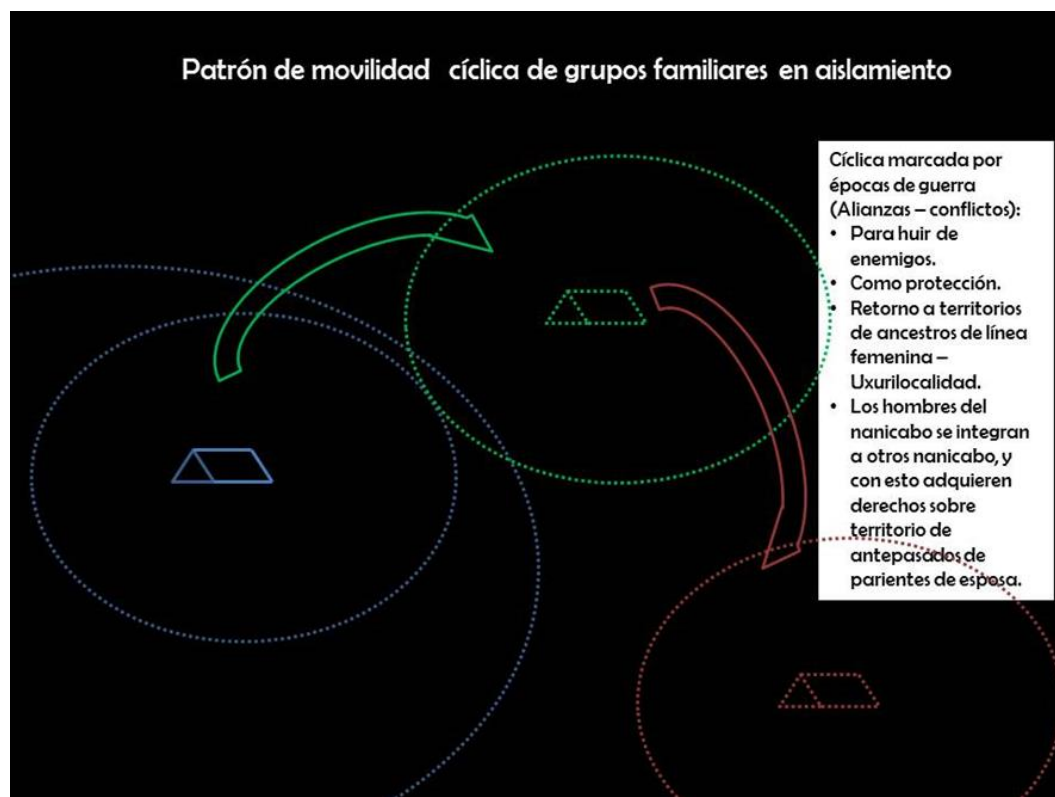 Patrón de movilidad cíclica de grupos familiares en aislamiento
Cíclica marcada por
épocas de guerra
(Alianzas – conflictos):
• Para huir de
enemigos.
• Como protección.
• Retorno a territorios
de ancestros de línea
femenina –
Uxurilocalidad.
• Los hombres del
nanicabo se integran
a otros nanicabo, y
con esto adquieren
derechos sobre
territorio de
antepasados de
parientes de esposa.